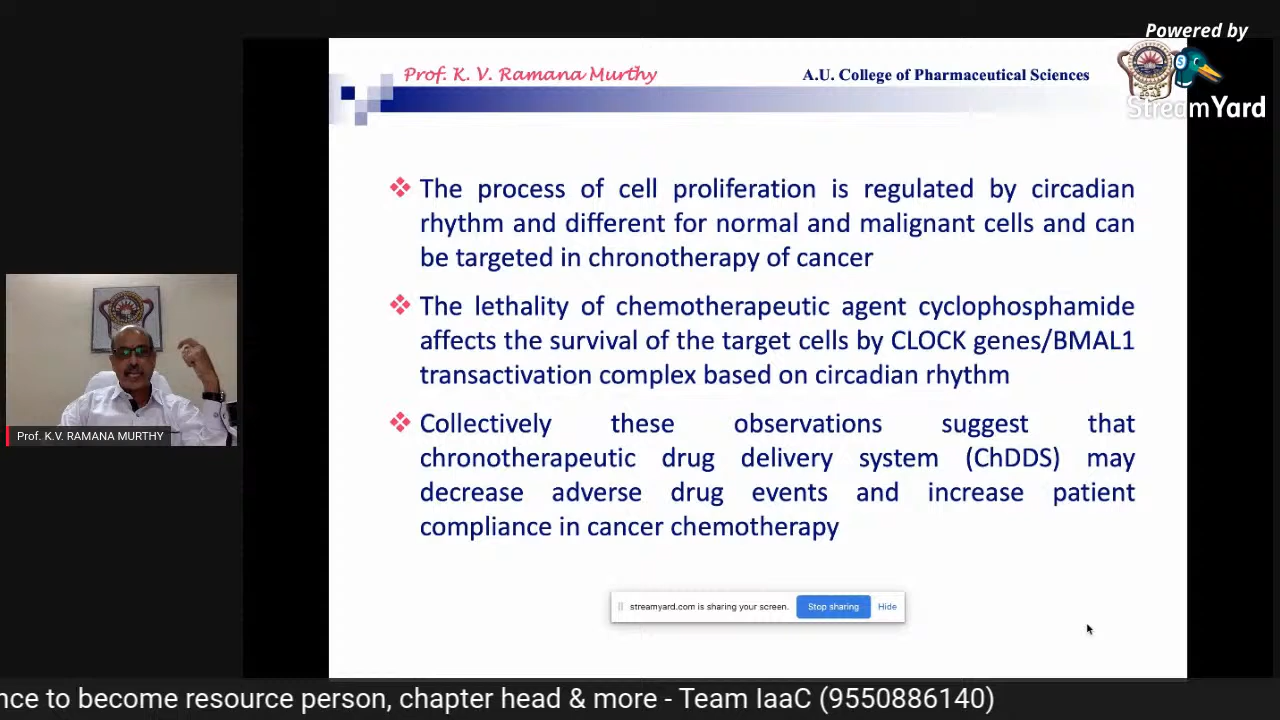 Powered by
StreamYard
Prof. K. V. Ramana Murthy
A.U. College of Pharmaceutical Sciences
The process of cell proliferation is regulated by circadian
rhythm and different for normal and malignant cells and can
be targeted in chronotherapy of cancer
The lethality of chemotherapeutic agent cyclophosphamide
affects the survival of the target cells by CLOCK genes/BMAL1
transactivation complex based on circadian rhythm
Collectively these observations suggest that
chronotherapeutic drug delivery system (ChDDS) may
decrease adverse drug events and increase patient
compliance in cancer chemotherapy
Prof. K.V. RAMANA MURTHY
streamyard.com is sharing your screen. Stop sharing Hide
nce to become resource person, chapter head & more - Team IaaC (9550886140)